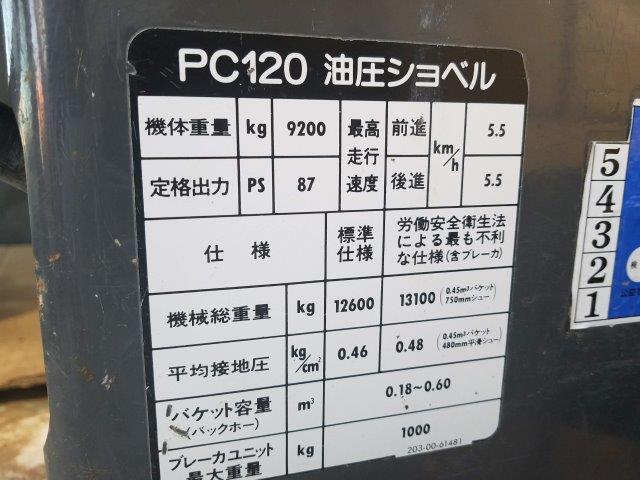 PC120 油圧ショベル
機体重量 kg 9200 最高走行速度 前進 km/h 5.5
定格出力 PS 87 後進 5.5
仕様 標準仕様 労働安全衛生法による最も不利な仕様(含ブレーカ)
機械総重量 kg 12600 13100 (0.45m³バケット 750mmシュー)
平均接地圧 kg/cm² 0.46 0.48 (0.45m³バケット 480mm平滑シュー)
バケット容量(バックホー) m³ 0.18~0.60
ブレーカユニット最大重量 kg 1000
203-00-61481
5
4
3
2
1